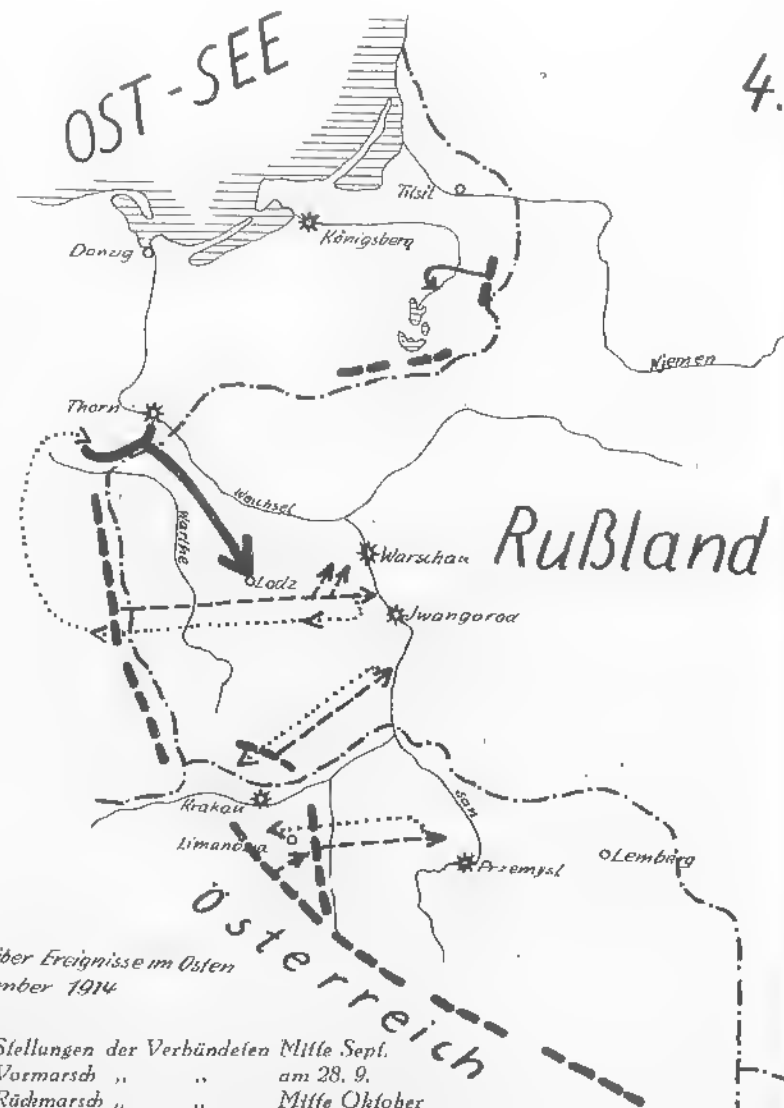 OST-SEE
4.
Tilsit
Königsberg
Danzig
Niemen
Thorn
Weichsel
Warthe
Rußland
Warschau
Lodz
Jwangorod
San
Krakau
Limanowa
Przemysl
Lemberg
Österreich
über Ereignisse im Osten
ember 1914
Stellungen der Verbündeten Mitte Sept.
Vormarsch „ „ am 28. 9.
Rückmarsch „ „ Mitte Oktober